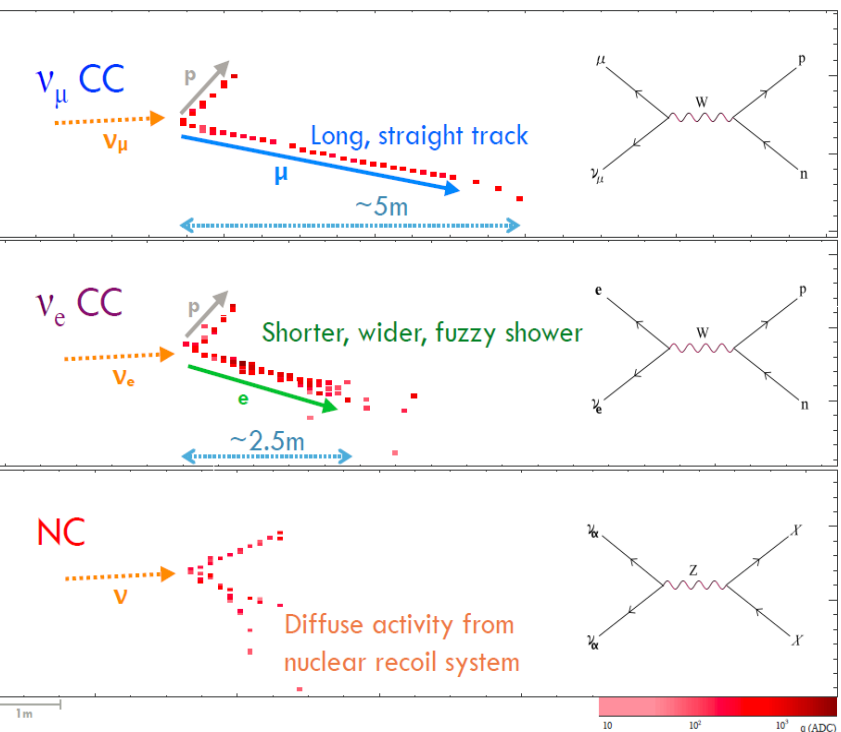 ν_μ CC
p
ν_μ
Long, straight track
μ
~5m
μ
p
W
ν_μ
n
ν_e CC
p
Shorter, wider, fuzzy shower
ν_e
e
~2.5m
e
p
W
ν_e
n
NC
ν
Diffuse activity from
nuclear recoil system
ν_α
X
Z
ν_α
X
1m
10
10²
10³
q (ADC)